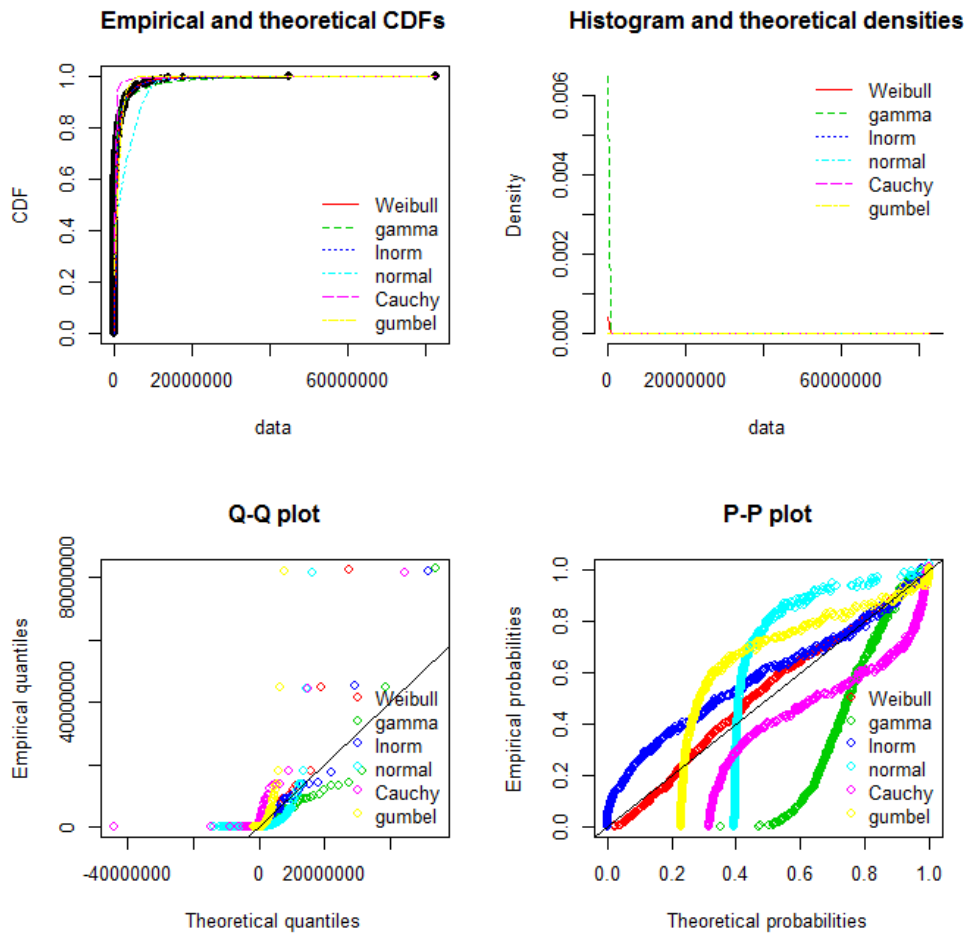 Empirical and theoretical CDFs
CDF
0.0 0.2 0.4 0.6 0.8 1.0
Weibull
gamma
lnorm
normal
Cauchy
gumbel
0 20000000 60000000
data
Histogram and theoretical densities
Density
0.000 0.002 0.004 0.006
Weibull
gamma
lnorm
normal
Cauchy
gumbel
0 20000000 60000000
data
Q-Q plot
Empirical quantiles
0 40000000 80000000
Weibull
gamma
lnorm
normal
Cauchy
gumbel
-40000000 0 20000000
Theoretical quantiles
P-P plot
Empirical probabilities
0.0 0.2 0.4 0.6 0.8 1.0
Weibull
gamma
lnorm
normal
Cauchy
gumbel
0.0 0.2 0.4 0.6 0.8 1.0
Theoretical probabilities